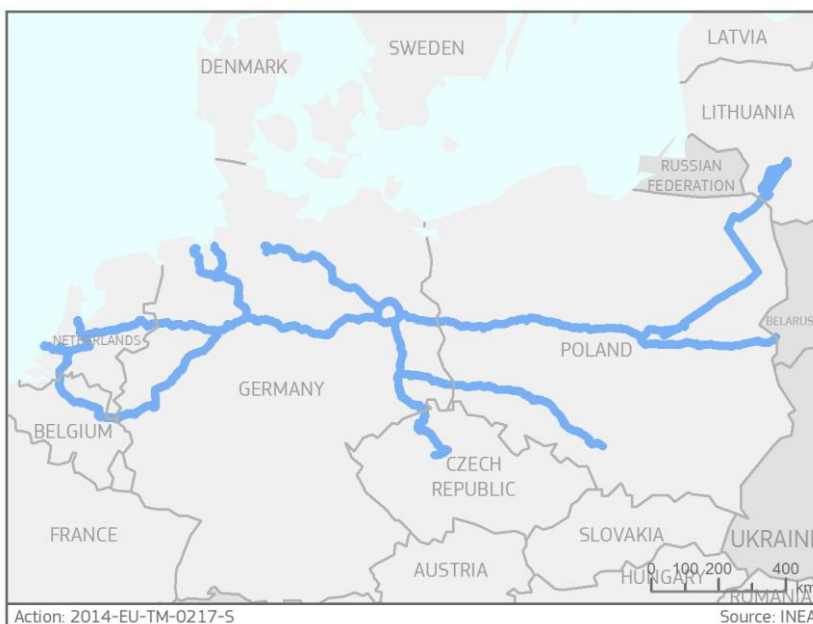 LATVIA
SWEDEN
DENMARK
LITHUANIA
RUSSIAN
FEDERATION
BELARUS
NETHERLANDS
POLAND
GERMANY
BELGIUM
CZECH
REPUBLIC
FRANCE
SLOVAKIA
UKRAINE
AUSTRIA
HUNGARY
0 100 200 400
km
ROMANIA
Action: 2014-EU-TM-0217-S
Source: INEA